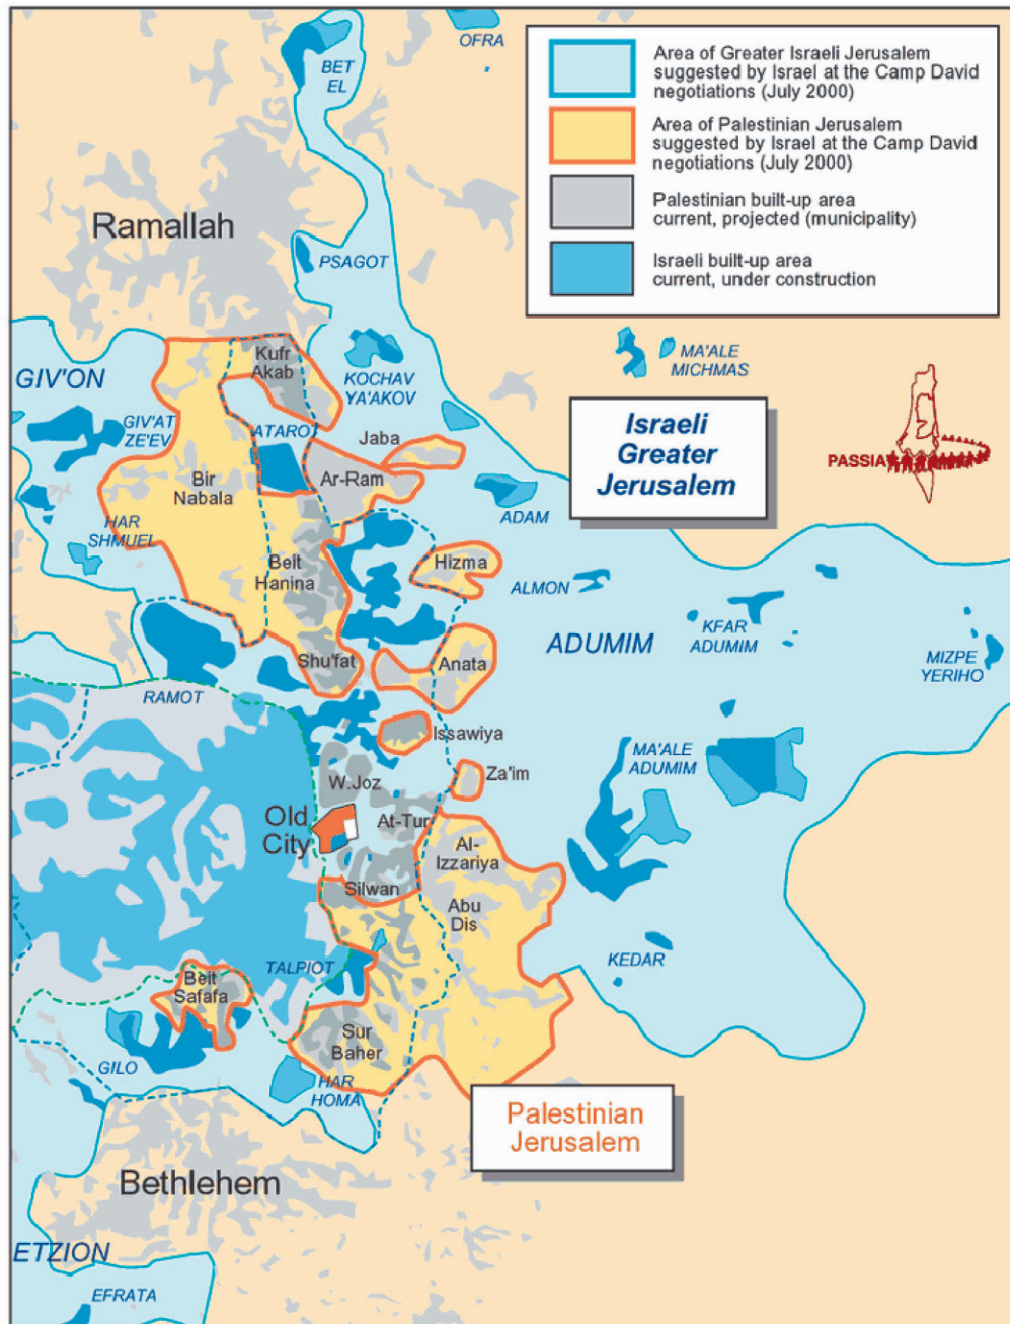 OFRA
BET
EL
Area of Greater Israeli Jerusalem
suggested by Israel at the Camp David
negotiations (July 2000)
Area of Palestinian Jerusalem
suggested by Israel at the Camp David
negotiations (July 2000)
Palestinian built-up area
current, projected (municipality)
Israeli built-up area
current, under construction
Ramallah
PSAGOT
Kufr
Akab
KOCHAV
YA'AKOV
MA'ALE
MICHMAS
GIV'ON
GIV'AT
ZE'EV
ATAROT
Jaba
Israeli
Greater
Jerusalem
PASSIA
Bir
Nabala
Ar-Ram
ADAM
HAR
SHMUEL
Beit
Hanina
Hizma
ALMON
KFAR
ADUMIM
ADUMIM
MIZPE
YERIHO
Shu'fat
Anata
RAMOT
Issawiya
MA'ALE
ADUMIM
W.Joz
Za'im
Old
City
At-Tur
Al-
Izzariya
Silwan
Abu
Dis
KEDAR
TALPIOT
Beit
Safafa
Sur
Baher
GILO
HAR
HOMA
Palestinian
Jerusalem
Bethlehem
ETZION
EFRATA